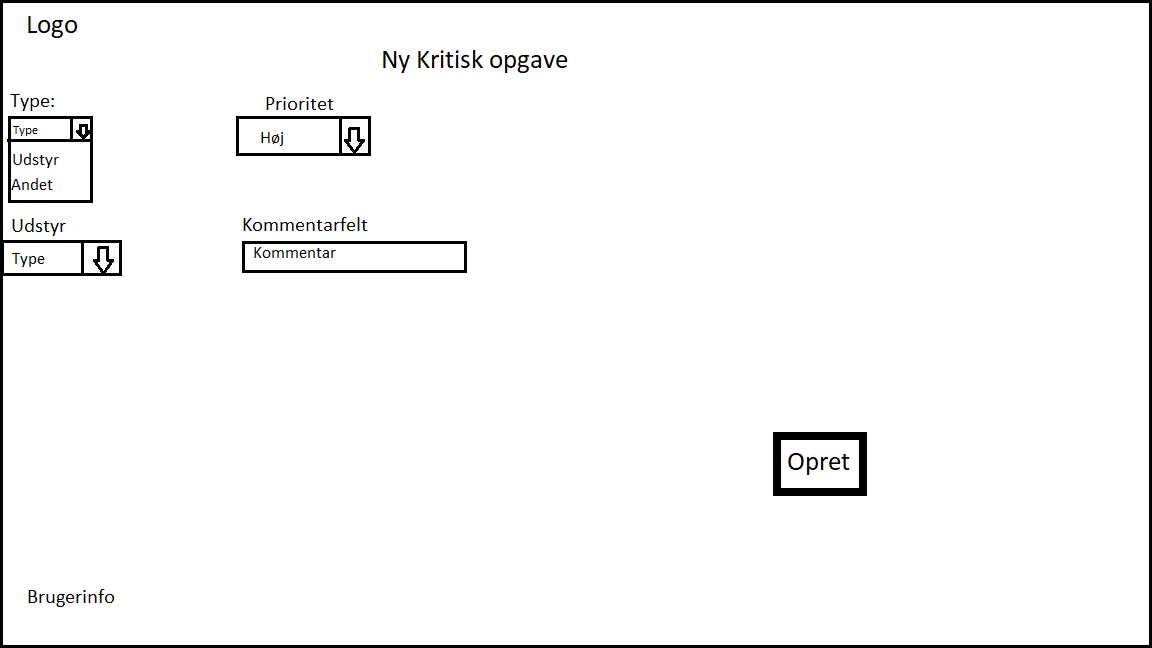 Logo
Ny Kritisk opgave
Type:
Type
Udstyr
Andet
Prioritet
Høj
Udstyr
Type
Kommentarfelt
Kommentar
Opret
Brugerinfo